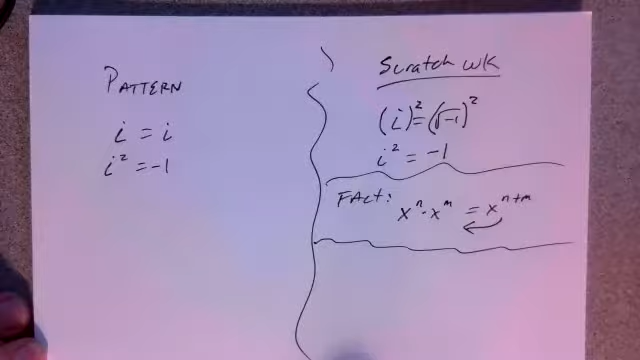 PATTERN
i = i
i² = -1
Scratch wk
(i)² = (√-1)²
i² = -1
FACT: xⁿ · xᵐ = xⁿ⁺ᵐ